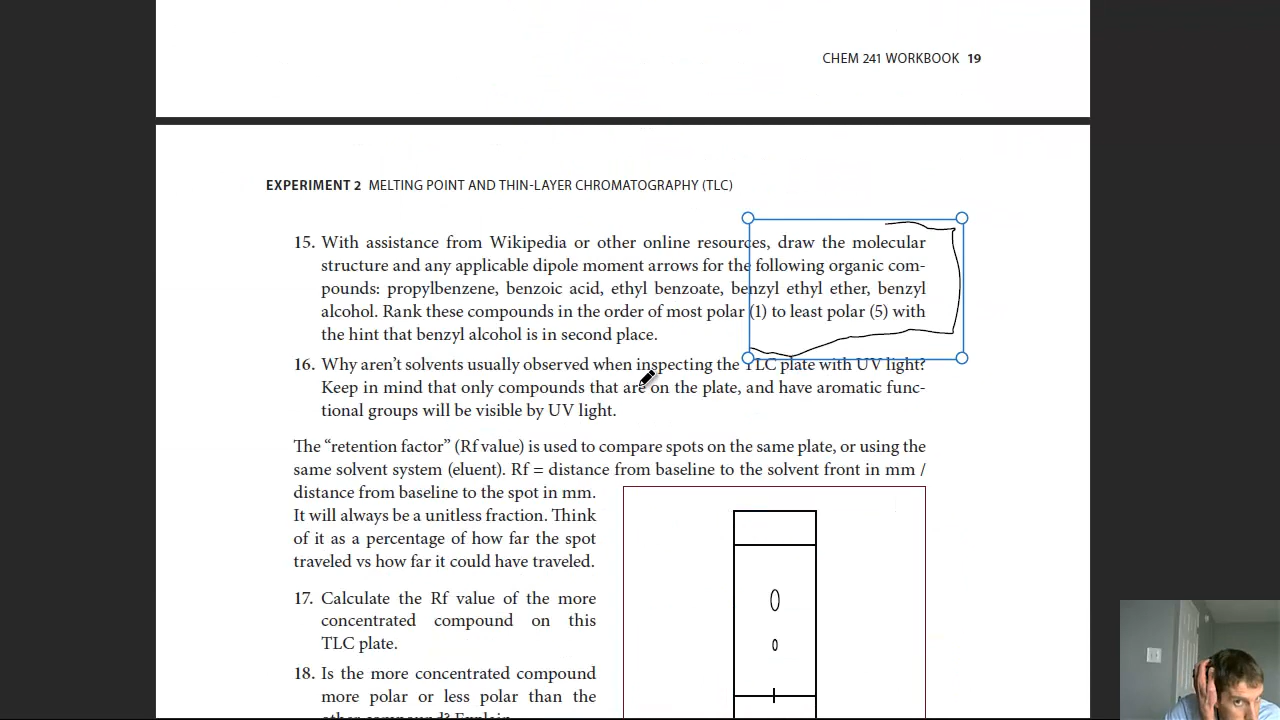 CHEM 241 WORKBOOK 19
EXPERIMENT 2 MELTING POINT AND THIN-LAYER CHROMATOGRAPHY (TLC)
15. With assistance from Wikipedia or other online resources, draw the molecular
structure and any applicable dipole moment arrows for the following organic com-
pounds: propylbenzene, benzoic acid, ethyl benzoate, benzyl ethyl ether, benzyl
alcohol. Rank these compounds in the order of most polar (1) to least polar (5) with
the hint that benzyl alcohol is in second place.
16. Why aren't solvents usually observed when inspecting the TLC plate with UV light?
Keep in mind that only compounds that are on the plate, and have aromatic func-
tional groups will be visible by UV light.
The “retention factor” (Rf value) is used to compare spots on the same plate, or using the
same solvent system (eluent). Rf = distance from baseline to the solvent front in mm /
distance from baseline to the spot in mm.
It will always be a unitless fraction. Think
of it as a percentage of how far the spot
traveled vs how far it could have traveled.
17. Calculate the Rf value of the more
concentrated compound on this
TLC plate.
18. Is the more concentrated compound
more polar or less polar than the
other compound? Explain